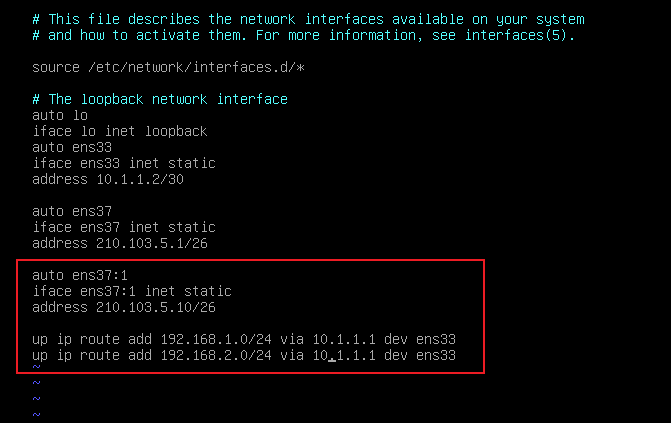 # This file describes the network interfaces available on your system
# and how to activate them. For more information, see interfaces(5).
source /etc/network/interfaces.d/*
# The loopback network interface
auto lo
iface lo inet loopback
auto ens33
iface ens33 inet static
address 10.1.1.2/30
auto ens37
iface ens37 inet static
address 210.103.5.1/26
auto ens37:1
iface ens37:1 inet static
address 210.103.5.10/26
up ip route add 192.168.1.0/24 via 10.1.1.1 dev ens33
up ip route add 192.168.2.0/24 via 10.1.1.1 dev ens33
~
~
~
~